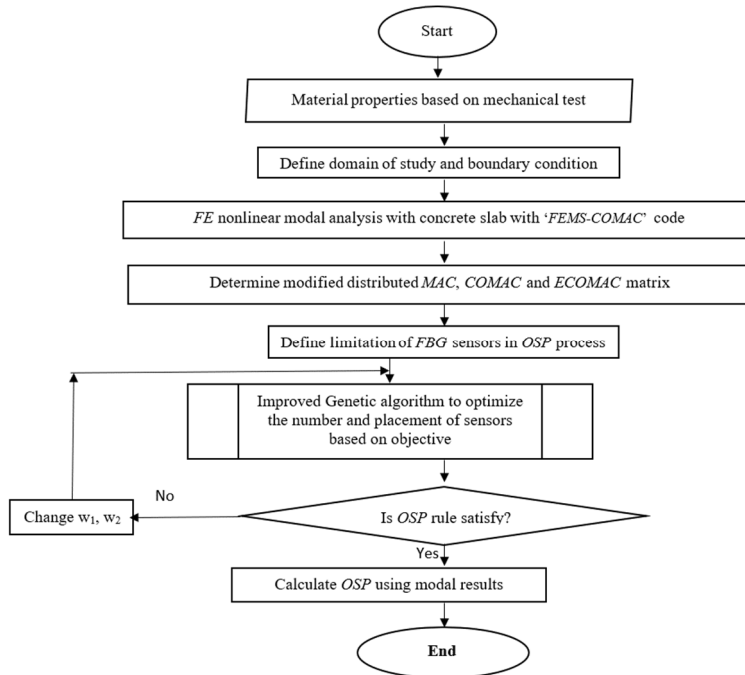 Start
Material properties based on mechanical test
Define domain of study and boundary condition
FE nonlinear modal analysis with concrete slab with ‘FEMS-COMAC’ code
Determine modified distributed MAC, COMAC and ECOMAC matrix
Define limitation of FBG sensors in OSP process
Improved Genetic algorithm to optimize
the number and placement of sensors
based on objective
No
Change w₁, w₂
Is OSP rule satisfy?
Yes
Calculate OSP using modal results
End